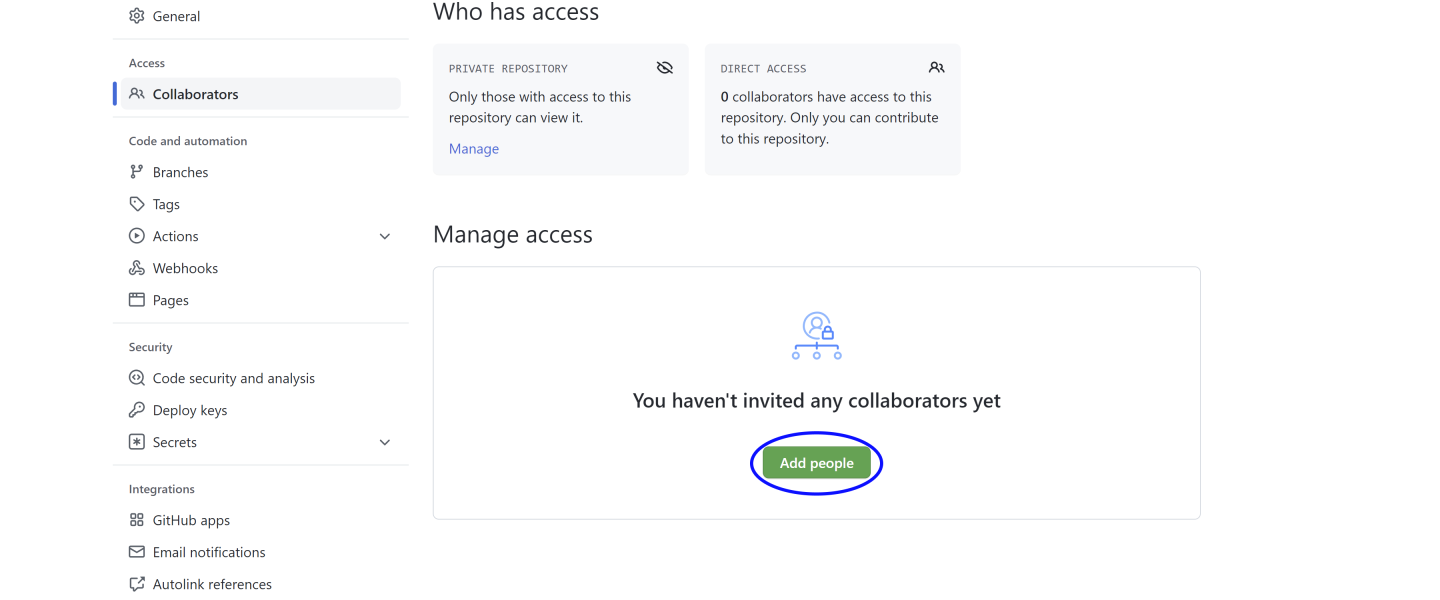 General
Access
Collaborators
Code and automation
Branches
Tags
Actions
Webhooks
Pages
Security
Code security and analysis
Deploy keys
Secrets
Integrations
GitHub apps
Email notifications
Autolink references
Who has access
PRIVATE REPOSITORY
Only those with access to this
repository can view it.
Manage
DIRECT ACCESS
0 collaborators have access to this
repository. Only you can contribute
to this repository.
Manage access
You haven't invited any collaborators yet
Add people